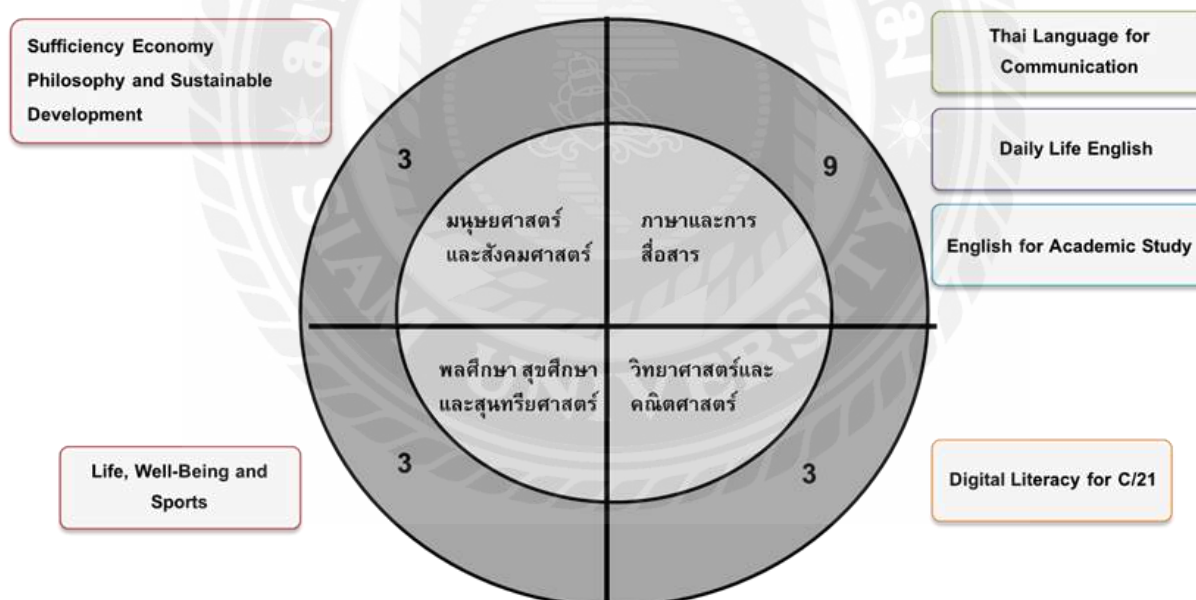 Sufficiency Economy
Philosophy and Sustainable
Development
Thai Language for
Communication
Daily Life English
English for Academic Study
3
9
มนุษยศาสตร์
และสังคมศาสตร์
ภาษาและการ
สื่อสาร
พลศึกษา สุขศึกษา
และสุนทรียศาสตร์
วิทยาศาสตร์และ
คณิตศาสตร์
3
3
Life, Well-Being and
Sports
Digital Literacy for C/21
SIAM UNIVERSITY